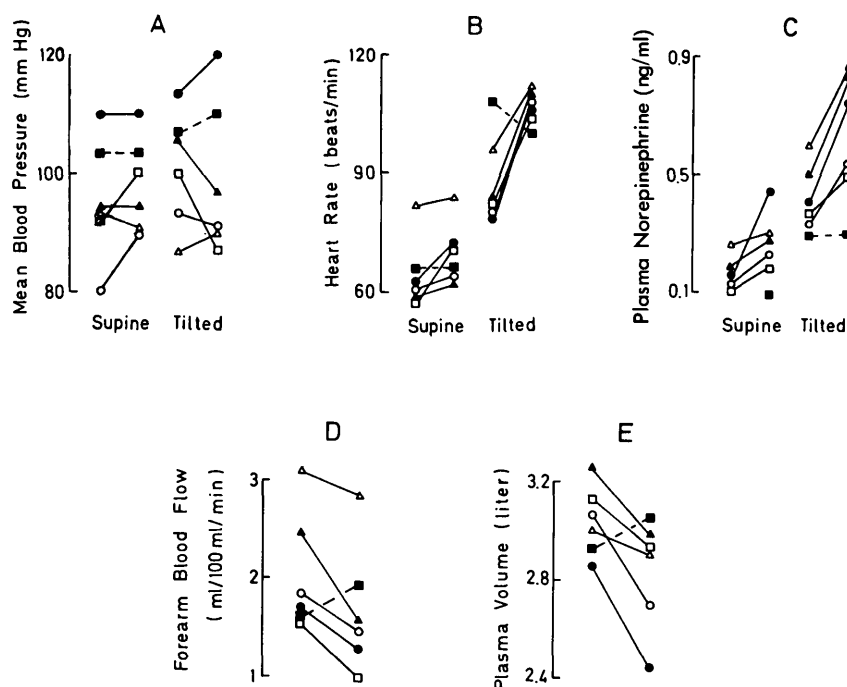 A
Mean Blood Pressure (mm Hg)
120
100
80
Supine Tilted
B
Heart Rate (beats/min)
120
90
60
Supine Tilted
C
Plasma Norepinephrine (ng/ml)
0.9
0.5
0.1
Supine Tilted
D
Forearm Blood Flow
(ml/100 ml/min)
3
2
1
E
Plasma Volume (liter)
3.2
2.8
2.4